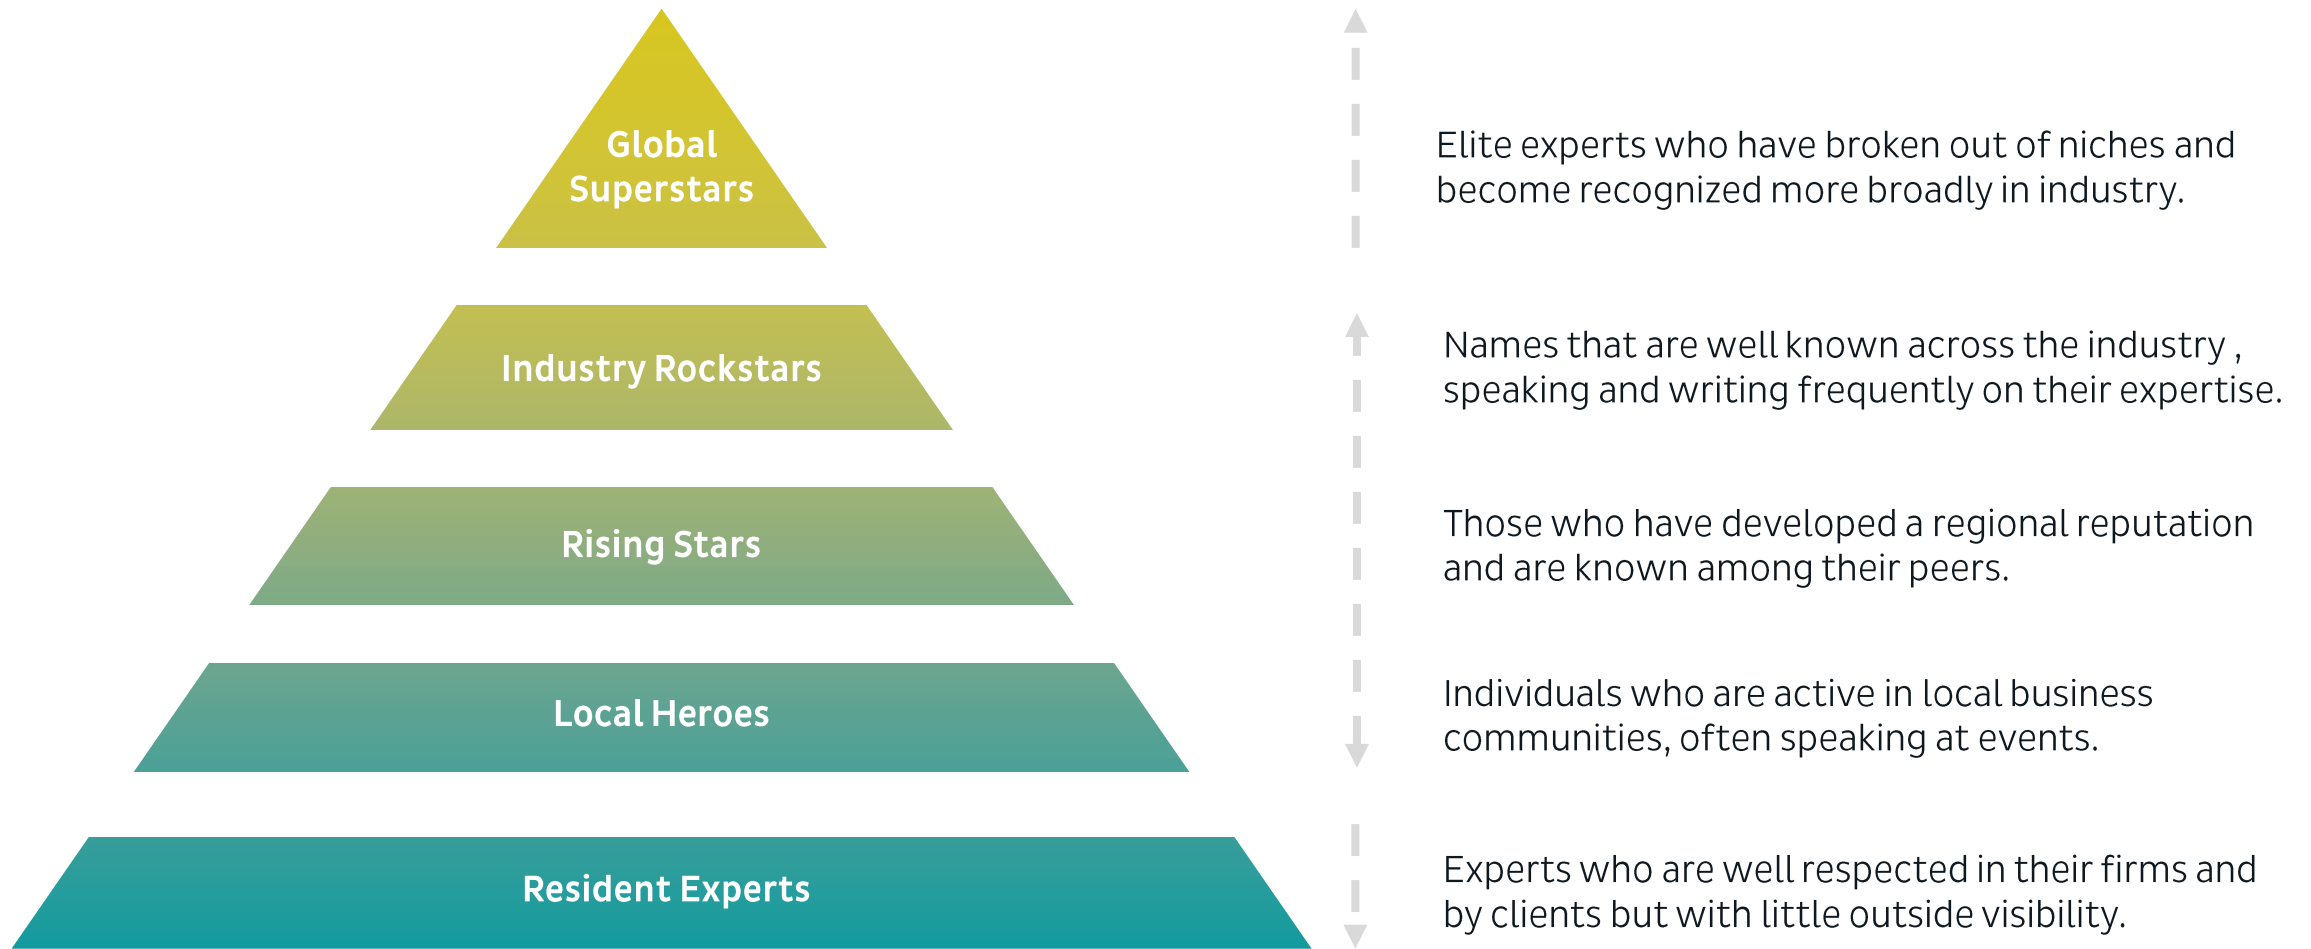 Global
Superstars
Elite experts who have broken out of niches and
become recognized more broadly in industry.
Industry Rockstars
Names that are well known across the industry ,
speaking and writing frequently on their expertise.
Rising Stars
Those who have developed a regional reputation
and are known among their peers.
Local Heroes
Individuals who are active in local business
communities, often speaking at events.
Resident Experts
Experts who are well respected in their firms and
by clients but with little outside visibility.